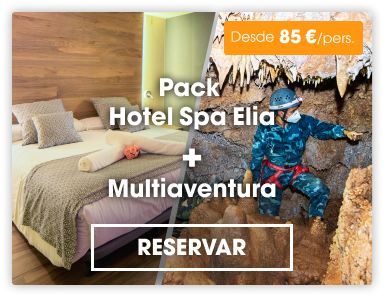 Desde 85 €/pers.
Pack
Hotel Spa Elia
+
Multiaventura
RESERVAR